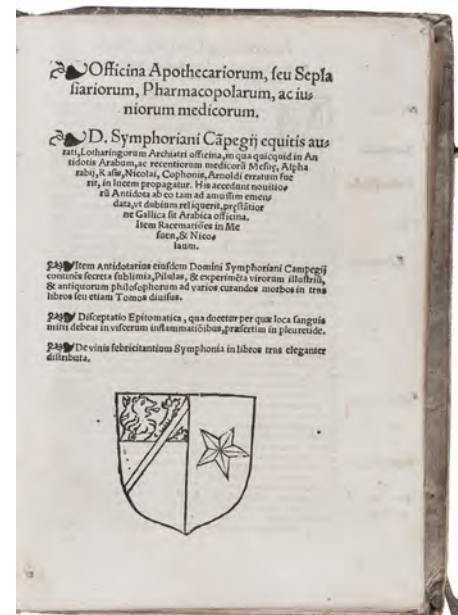 Officina Apothecariorum, seu Sepla
siariorum, Pharmacopolarum, ac iu-
niorum medicorum.
D. Symphoriani Cãpegij equitis au-
rati, Lotharingorum Archiatri officina, in qua quicquid in An
tidotis Arabum, ac recentiorum medicorũ Mesuę, Alpha
rabij, Rasis, Nicolai, Cophonis, Arnoldi erratum fue
rit, in lucem propagatur. His accedunt nouitio-
rũ Antidota ab eo tam ad amussim emen-
data, vt dubium reliquerit, pręstãtior
ne Gallica sit Arabica officina.
Item Racematiões in Me
suen, & Nico-
laum.
Item Antidotarius eiusdem Domini Symphoriani Campegij
continẽs secreta sublimia, Pilulas, & experimẽta virorum illustriũ,
& antiquorum philosophorum ad varios curandos morbos in tres
libros seu etiam Tomos diuisus.
Disceptatio Epitomatica, qua docetur per quæ loca sanguis
mitti debeat in viscerum inflammatiõibus, præsertim in pleuretide.
De vinis febricitantium Symphonia in libros tres eleganter
distributa.